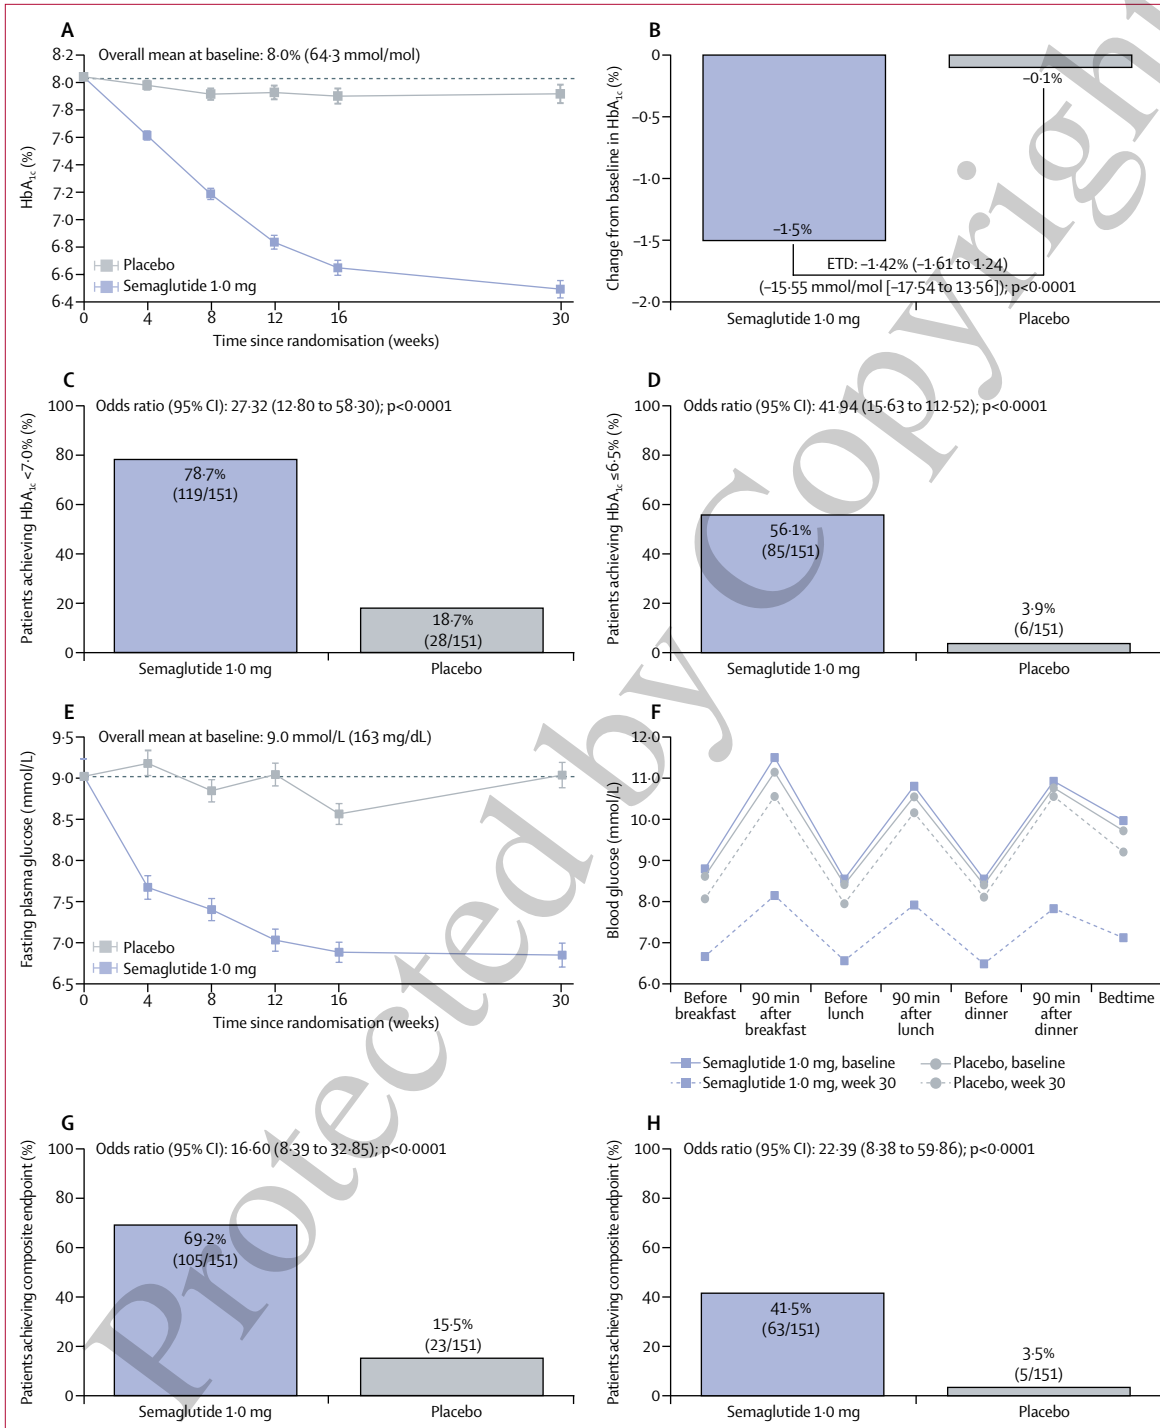 A
Overall mean at baseline: 8·0% (64·3 mmol/mol)
HbA1c (%)
8·2
8·0
7·8
7·6
7·4
7·2
7·0
6·8
6·6
6·4
Placebo
Semaglutide 1·0 mg
0 4 8 12 16 30
Time since randomisation (weeks)
B
Change from baseline in HbA1c (%)
0
–0·5
–1·0
–1·5
–2·0
–0·1%
–1·5%
ETD: –1·42% (–1·61 to 1·24)
(–15·55 mmol/mol [–17·54 to 13·56]); p<0·0001
Semaglutide 1·0 mg Placebo
C
Odds ratio (95% CI): 27·32 (12·80 to 58·30); p<0·0001
Patients achieving HbA1c <7·0% (%)
100
80
60
40
20
0
78·7%
(119/151)
18·7%
(28/151)
Semaglutide 1·0 mg Placebo
D
Odds ratio (95% CI): 41·94 (15·63 to 112·52); p<0·0001
Patients achieving HbA1c ≤6·5% (%)
100
80
60
40
20
0
56·1%
(85/151)
3·9%
(6/151)
Semaglutide 1·0 mg Placebo
E
Overall mean at baseline: 9.0 mmol/L (163 mg/dL)
Fasting plasma glucose (mmol/L)
9·5
9·0
8·5
8·0
7·5
7·0
6·5
Placebo
Semaglutide 1·0 mg
0 4 8 12 16 30
Time since randomisation (weeks)
F
Blood glucose (mmol/L)
12·0
11·0
10·0
9·0
8·0
7·0
6·0
Before breakfast
90 min after breakfast
Before lunch
90 min after lunch
Before dinner
90 min after dinner
Bedtime
Semaglutide 1·0 mg, baseline
Placebo, baseline
Semaglutide 1·0 mg, week 30
Placebo, week 30
G
Odds ratio (95% CI): 16·60 (8·39 to 32·85); p<0·0001
Patients achieving composite endpoint (%)
100
80
60
40
20
0
69·2%
(105/151)
15·5%
(23/151)
Semaglutide 1·0 mg Placebo
H
Odds ratio (95% CI): 22·39 (8·38 to 59·86); p<0·0001
Patients achieving composite endpoint (%)
100
80
60
40
20
0
41·5%
(63/151)
3·5%
(5/151)
Semaglutide 1·0 mg Placebo
Protected by Copyright